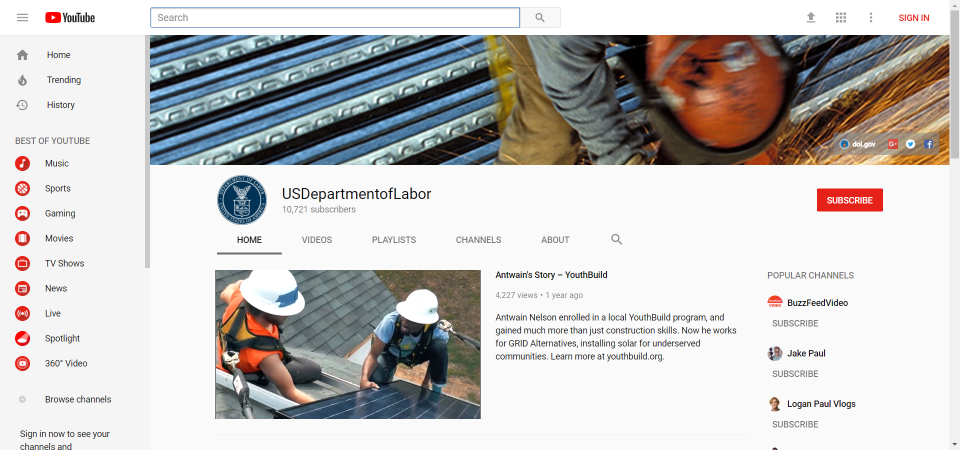 YouTube
Search
SIGN IN
Home
Trending
History
BEST OF YOUTUBE
Music
Sports
Gaming
Movies
TV Shows
News
Live
Spotlight
360° Video
Browse channels
Sign in now to see your
channels and
dol.gov
USDepartmentofLabor
10,721 subscribers
SUBSCRIBE
HOME
VIDEOS
PLAYLISTS
CHANNELS
ABOUT
Antwain's Story – YouthBuild
4,227 views • 1 year ago
Antwain Nelson enrolled in a local YouthBuild program, and
gained much more than just construction skills. Now he works
for GRID Alternatives, installing solar for underserved
communities. Learn more at youthbuild.org.
POPULAR CHANNELS
BuzzFeedVideo
SUBSCRIBE
Jake Paul
SUBSCRIBE
Logan Paul Vlogs
SUBSCRIBE